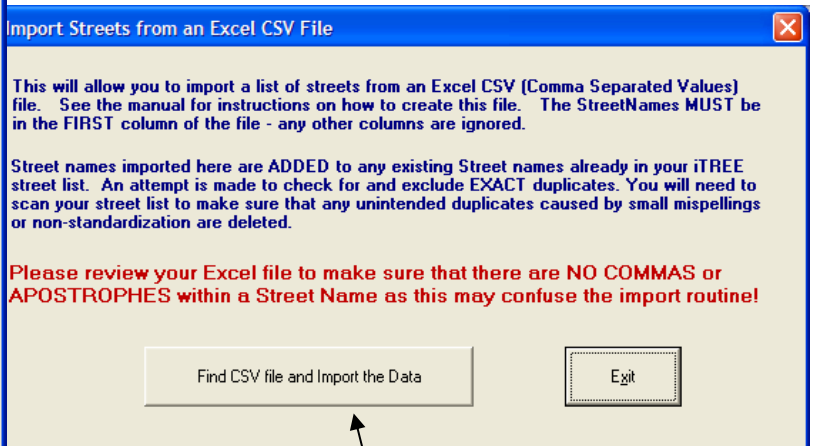 Import Streets from an Excel CSV File
This will allow you to import a list of streets from an Excel CSV (Comma Separated Values)
file. See the manual for instructions on how to create this file. The StreetNames MUST be
in the FIRST column of the file - any other columns are ignored.
Street names imported here are ADDED to any existing Street names already in your iTREE
street list. An attempt is made to check for and exclude EXACT duplicates. You will need to
scan your street list to make sure that any unintended duplicates caused by small mispellings
or non-standardization are deleted.
Please review your Excel file to make sure that there are NO COMMAS or
APOSTROPHES within a Street Name as this may confuse the import routine!
Find CSV file and Import the Data
Exit